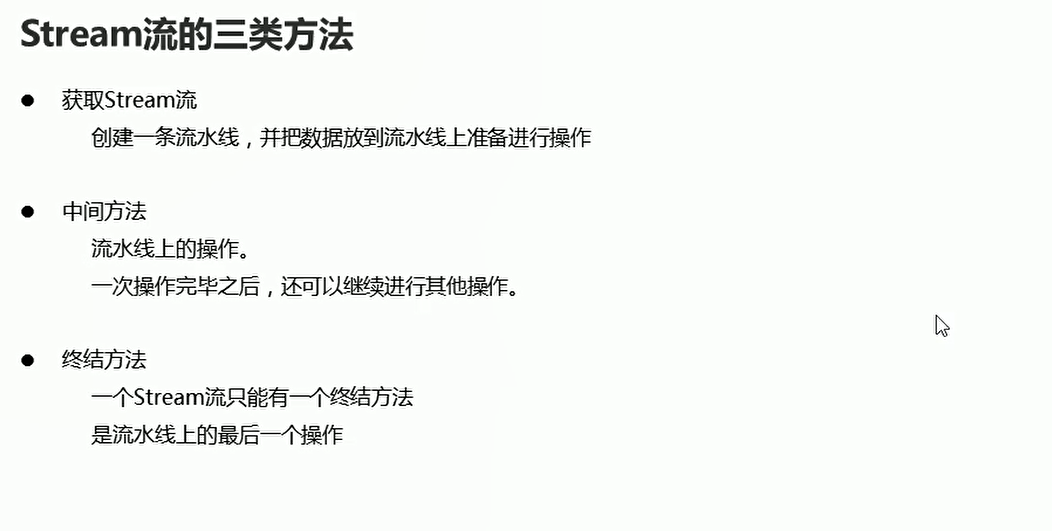 Stream流的三类方法
● 获取Stream流
创建一条流水线，并把数据放到流水线上准备进行操作
● 中间方法
流水线上的操作。
一次操作完毕之后，还可以继续进行其他操作。
● 终结方法
一个Stream流只能有一个终结方法
是流水线上的最后一个操作